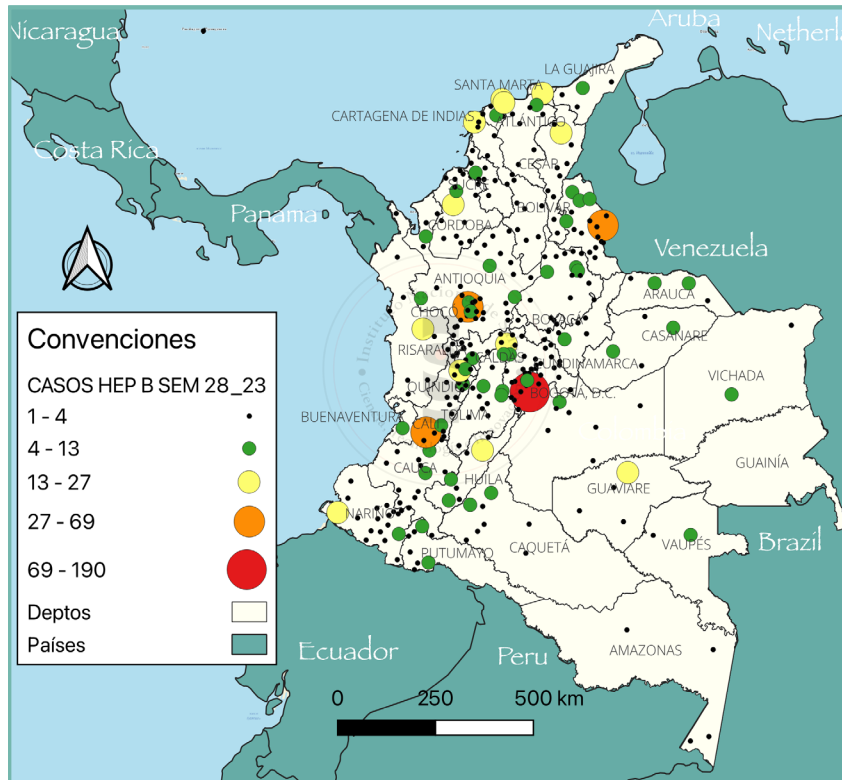 Nicaragua
Aruba
Netherla
Costa Rica
Panama
Venezuela
Ecuador
Peru
Brazil
LA GUAJIRA
SANTA MARTA
CARTAGENA DE INDIAS
ATLÁNTICO
CESAR
SUCRE
BOLÍVAR
CÓRDOBA
ANTIOQUIA
ARAUCA
CHOCÓ
BOYACÁ
CASANARE
RISARALDA
CALDAS
CUNDINAMARCA
VICHADA
QUINDÍO
BOGOTÁ, D.C.
BUENAVENTURA
TOLIMA
CALI
CAUCA
HUILA
GUAINÍA
GUAVIARE
NARIÑO
PUTUMAYO
CAQUETÁ
VAUPÉS
AMAZONAS
Convenciones
CASOS HEP B SEM 28_23
1 - 4
4 - 13
13 - 27
27 - 69
69 - 190
Deptos
Países
0 250 500 km